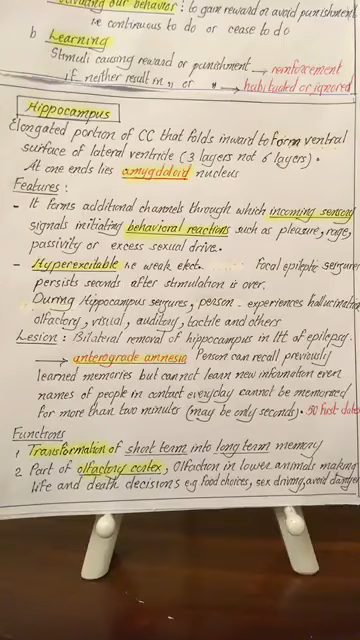 our behavior : to gain reward or avoid punishment
ie continuous to do or cease to do
b Learning
Stimuli causing reward or punishment → reinforcement
if neither result in ,, or " → habituated or ignored
Hippocampus
Elongated portion of CC that folds inward to form ventral
surface of lateral ventricle (3 layers not 6 layers).
At one ends lies amygdaloid nucleus
Features :
- It forms additional channels through which incoming sensory
signals initiating behavioral reactions such as pleasure, rage,
passivity or excess sexual drive.
- Hyperexcitable i.e weak elect. focal epileptic seizures
persists seconds after stimulation is over.
During Hippocampus seizures, person experiences hallucination
olfactory, visual, auditory, tactile and others
Lesion : Bilateral removal of hippocampus in ttt of epilepsy.
→ anterograde amnesia Person can recall previously
learned memories but cannot learn new information even
names of people in contact everyday cannot be memorized
for more than two minutes (may be only seconds). 50 first dates
Functions
1 Transformation of short term into long term memory
2 Part of olfactory cortex, Olfaction in lower animals making
life and death decisions e.g food choices, sex driving, avoid danger